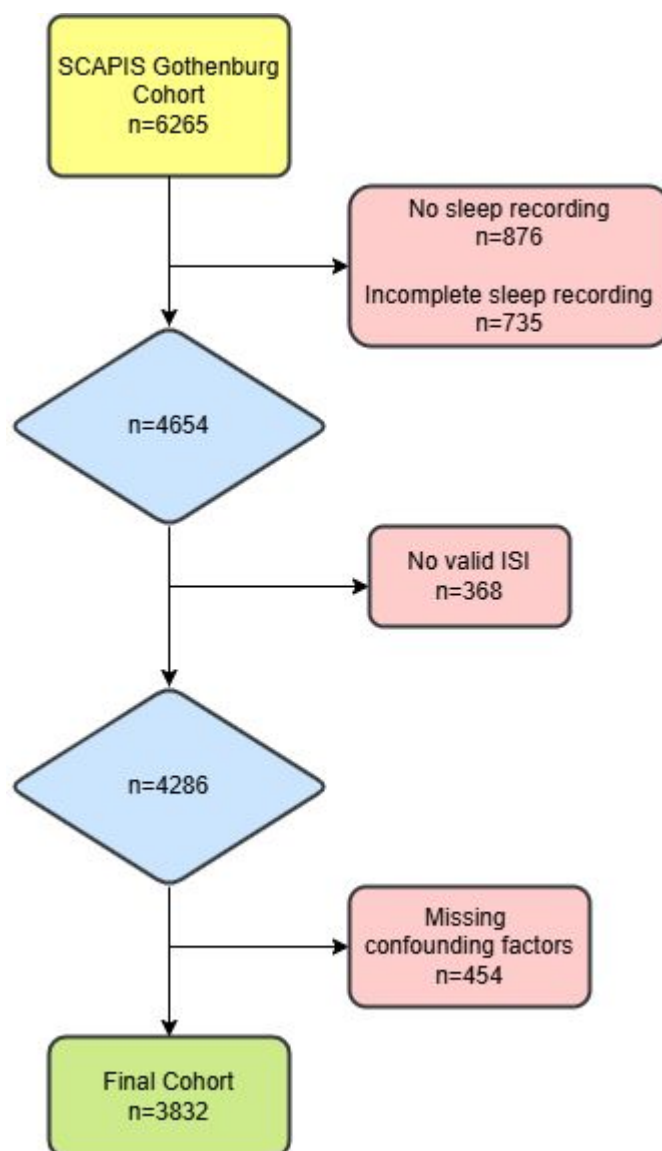 SCAPIS Gothenburg
Cohort
n=6265
No sleep recording
n=876
Incomplete sleep recording
n=735
n=4654
No valid ISI
n=368
n=4286
Missing
confounding factors
n=454
Final Cohort
n=3832